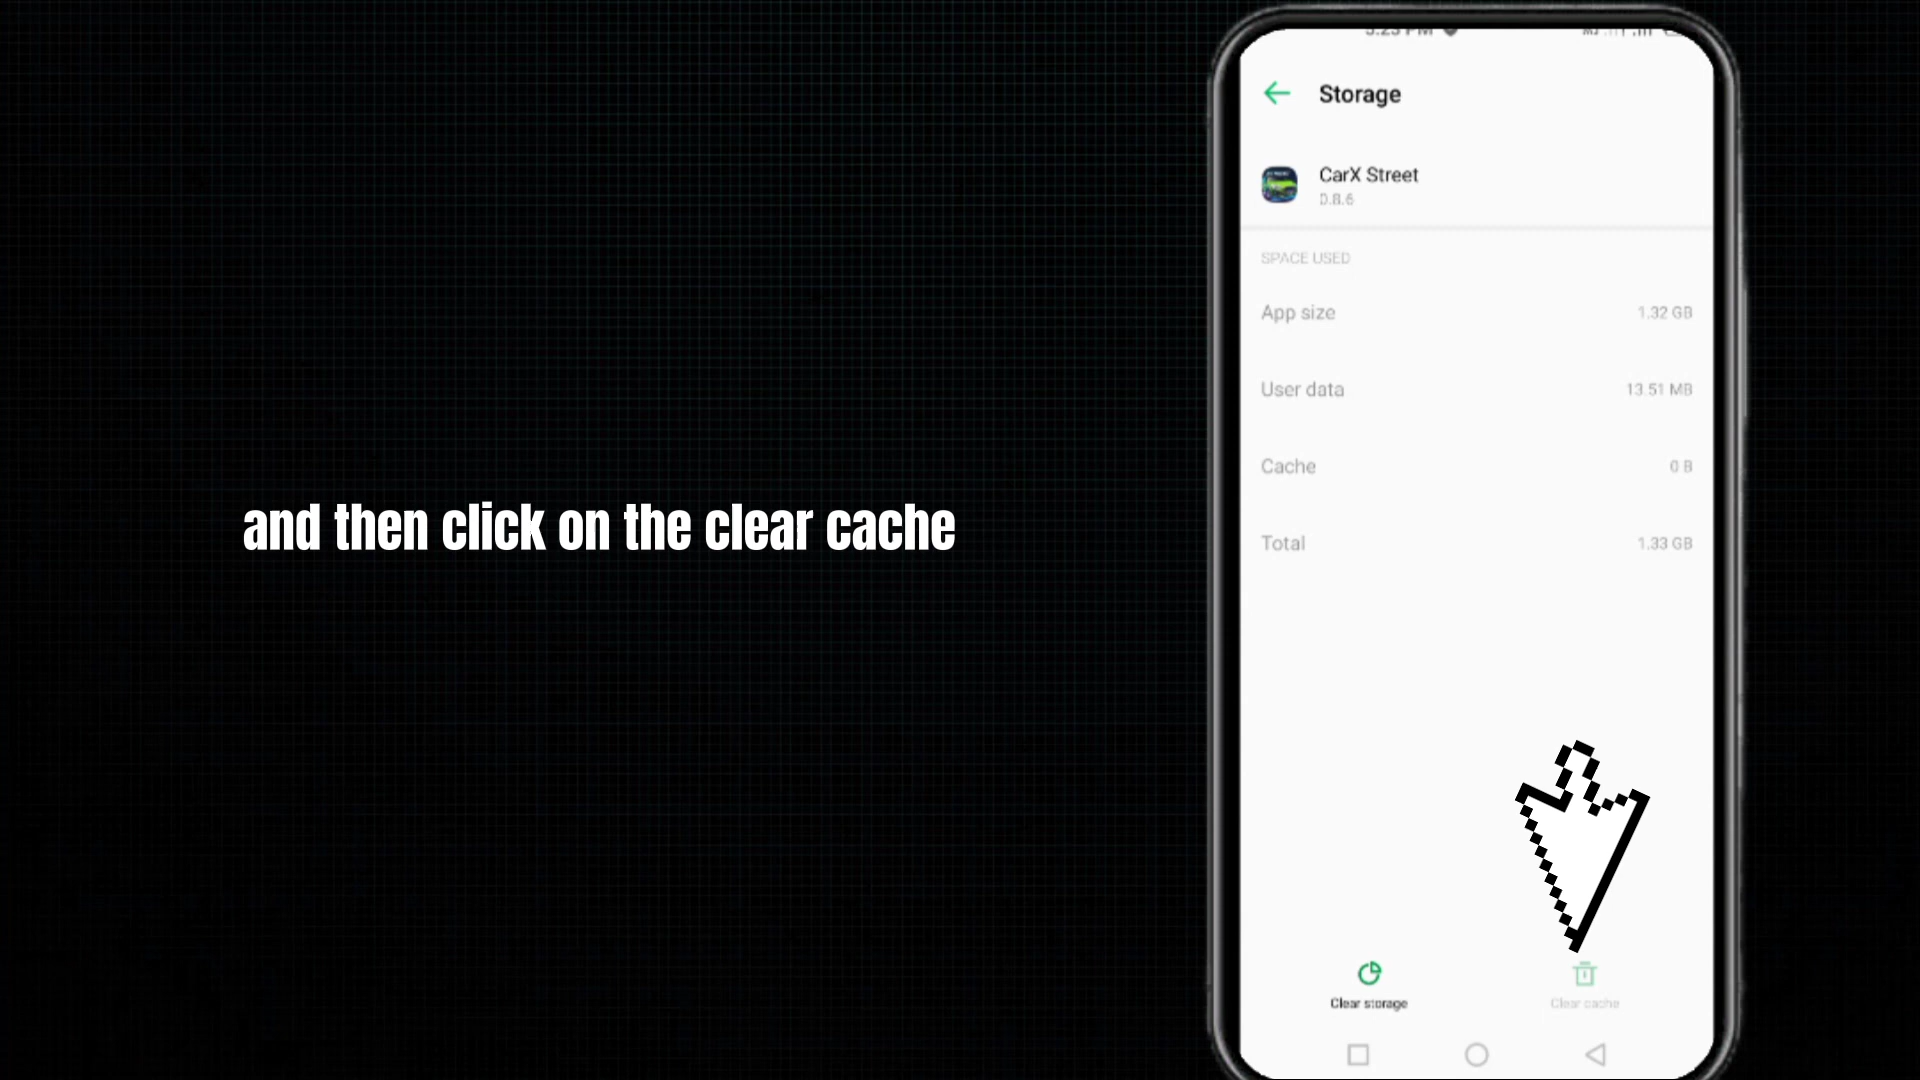 and then click on the clear cache
Storage
CarX Street
0.8.6
SPACE USED
App size 1.32 GB
User data 13.51 MB
Cache 0 B
Total 1.33 GB
Clear storage Clear cache